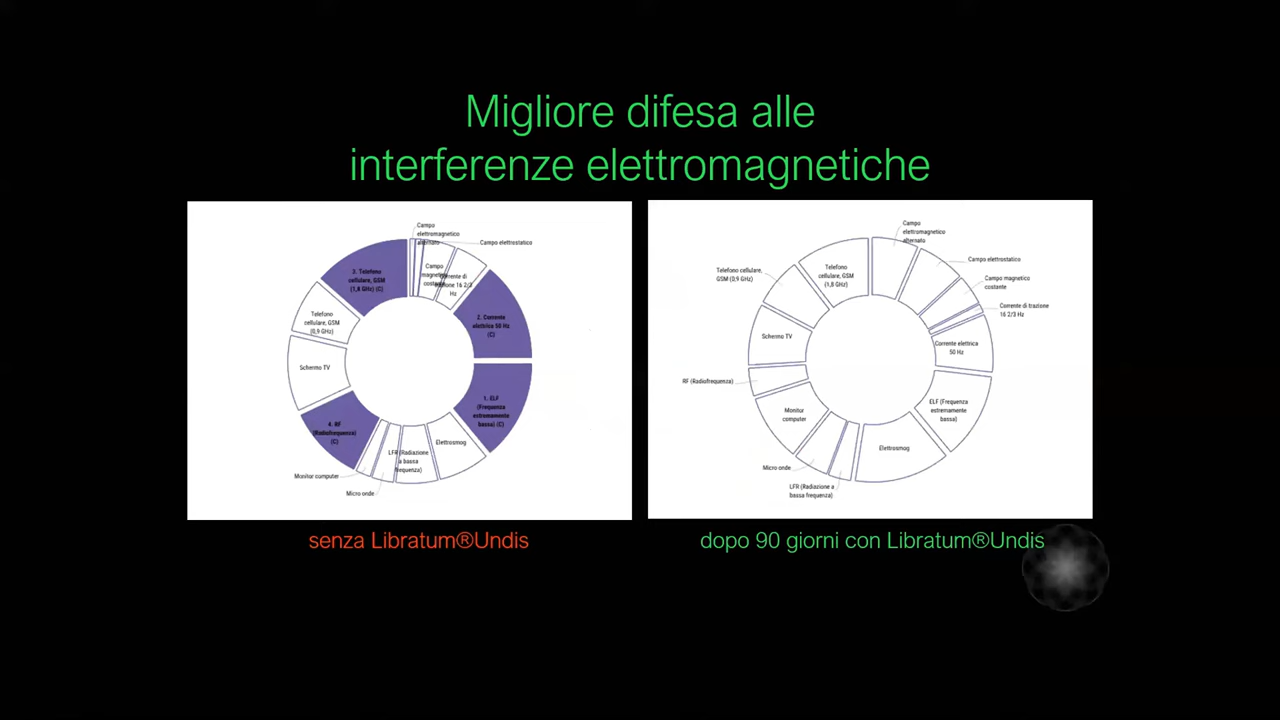 Migliore difesa alle
interferenze elettromagnetiche
Campo
elettromagnetico
alternato
Campo elettrostatico
Campo
magnetico
costante
Corrente di
trazione 16 2/3
Hz
2. Corrente
elettrica 50 Hz
(C)
1. ELF
(Frequenza
estremamente
bassa) (C)
Elettrosmog
LFR (Radiazione
a bassa
frequenza)
Micro onde
Monitor computer
4. RF
(Radiofrequenza)
(C)
Schermo TV
Telefono
cellulare, GSM
(0,9 GHz)
3. Telefono
cellulare, GSM
(1,8 GHz) (C)
Campo
elettromagnetico
alternato
Campo elettrostatico
Campo magnetico
costante
Corrente di trazione
16 2/3 Hz
Corrente elettrica
50 Hz
ELF (Frequenza
estremamente
bassa)
Elettrosmog
LFR (Radiazione a
bassa frequenza)
Micro onde
Monitor
computer
RF (Radiofrequenza)
Schermo TV
Telefono cellulare,
GSM (0,9 GHz)
Telefono
cellulare, GSM
(1,8 GHz)
senza Libratum®Undis
dopo 90 giorni con Libratum®Undis